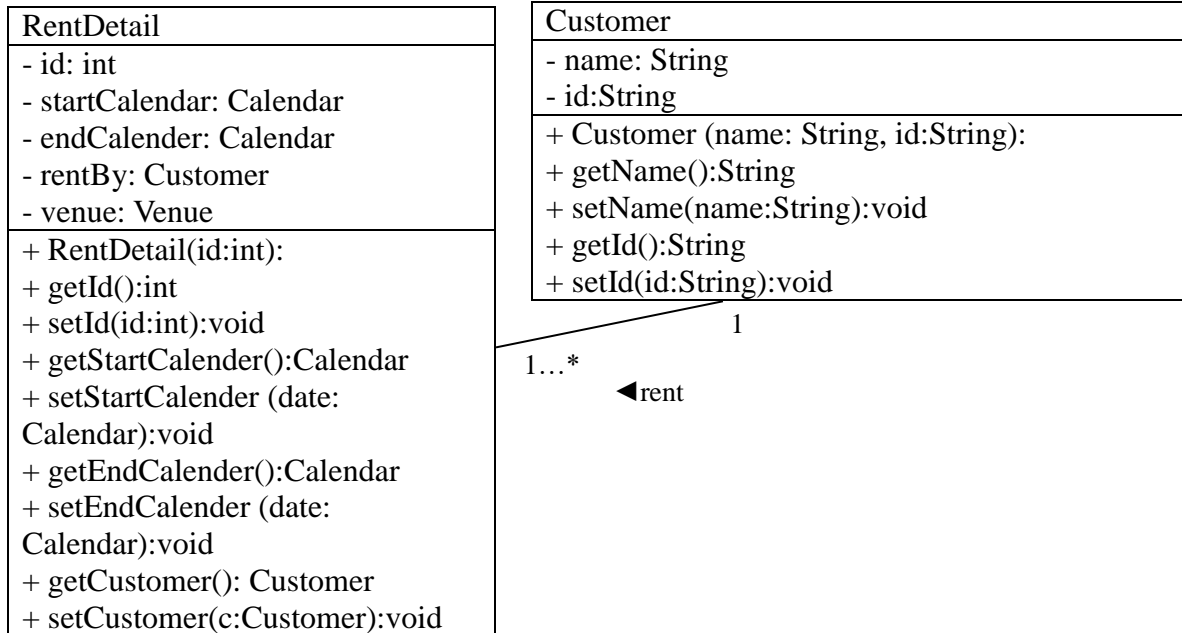 RentDetail
- id: int
- startCalendar: Calendar
- endCalender: Calendar
- rentBy: Customer
- venue: Venue
+ RentDetail(id:int):
+ getId():int
+ setId(id:int):void
+ getStartCalender():Calendar
+ setStartCalender (date:
Calendar):void
+ getEndCalender():Calendar
+ setEndCalender (date:
Calendar):void
+ getCustomer(): Customer
+ setCustomer(c:Customer):void
Customer
- name: String
- id:String
+ Customer (name: String, id:String):
+ getName():String
+ setName(name:String):void
+ getId():String
+ setId(id:String):void
1
1…*
◄rent